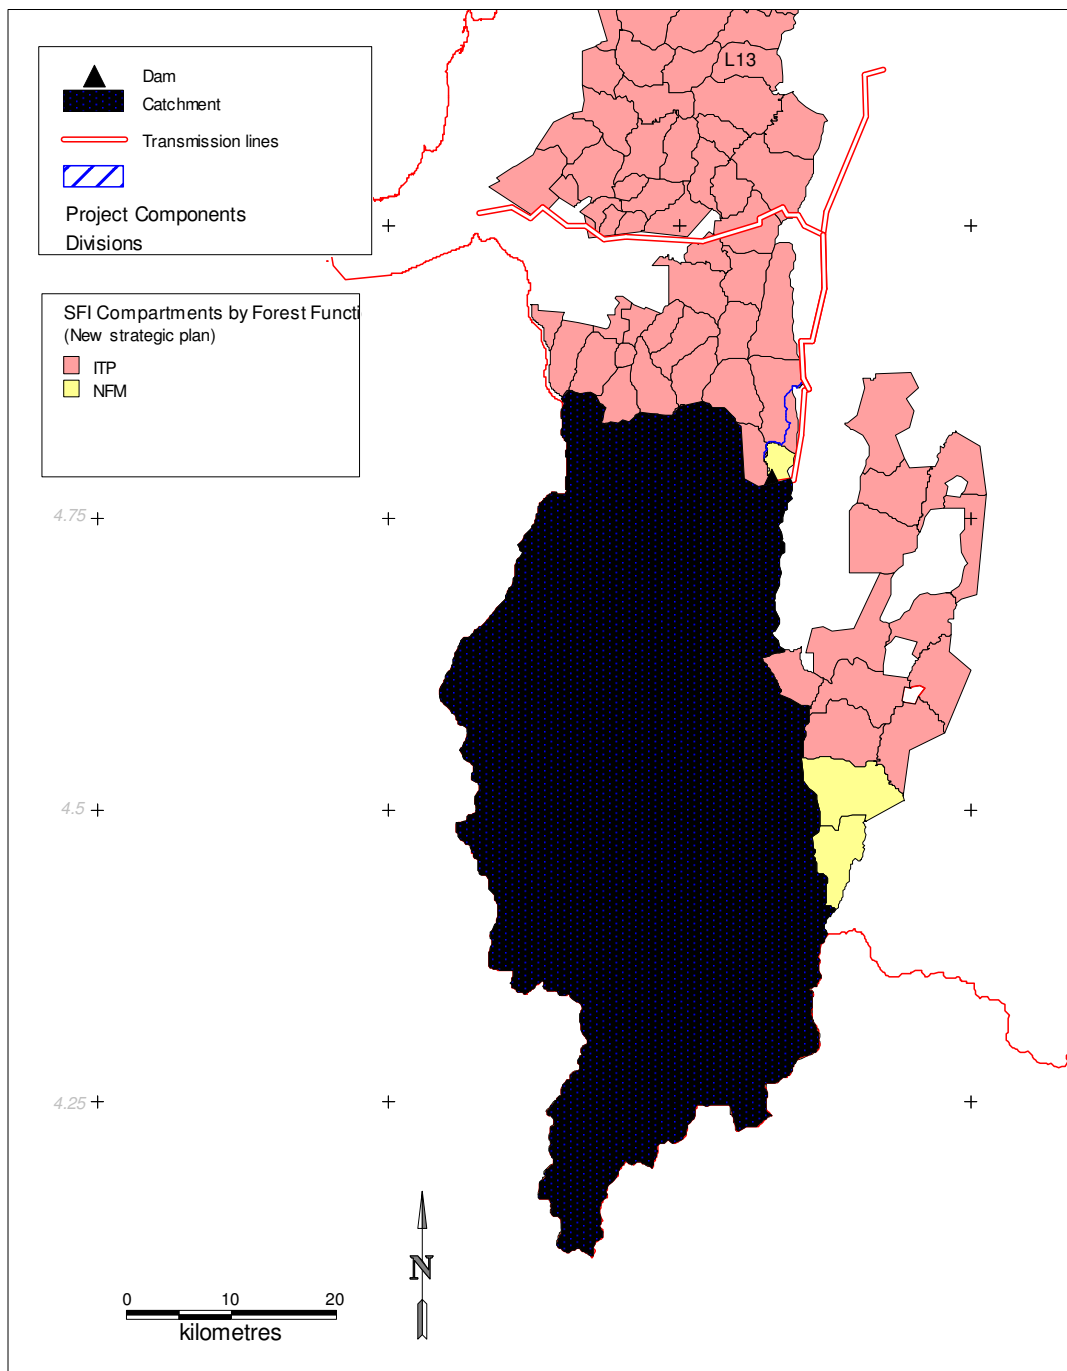 L13
Dam
Catchment
Transmission lines
Project Components
Divisions
SFI Compartments by Forest Functi
(New strategic plan)
ITP
NFM
4.75
4.5
4.25
N
0 10 20
kilometres